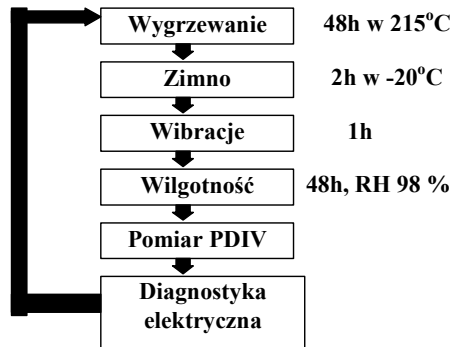 Wygrzewanie 48h w 215°C
Zimno 2h w -20°C
Wibracje 1h
Wilgotność 48h, RH 98 %
Pomiar PDIV
Diagnostyka
elektryczna